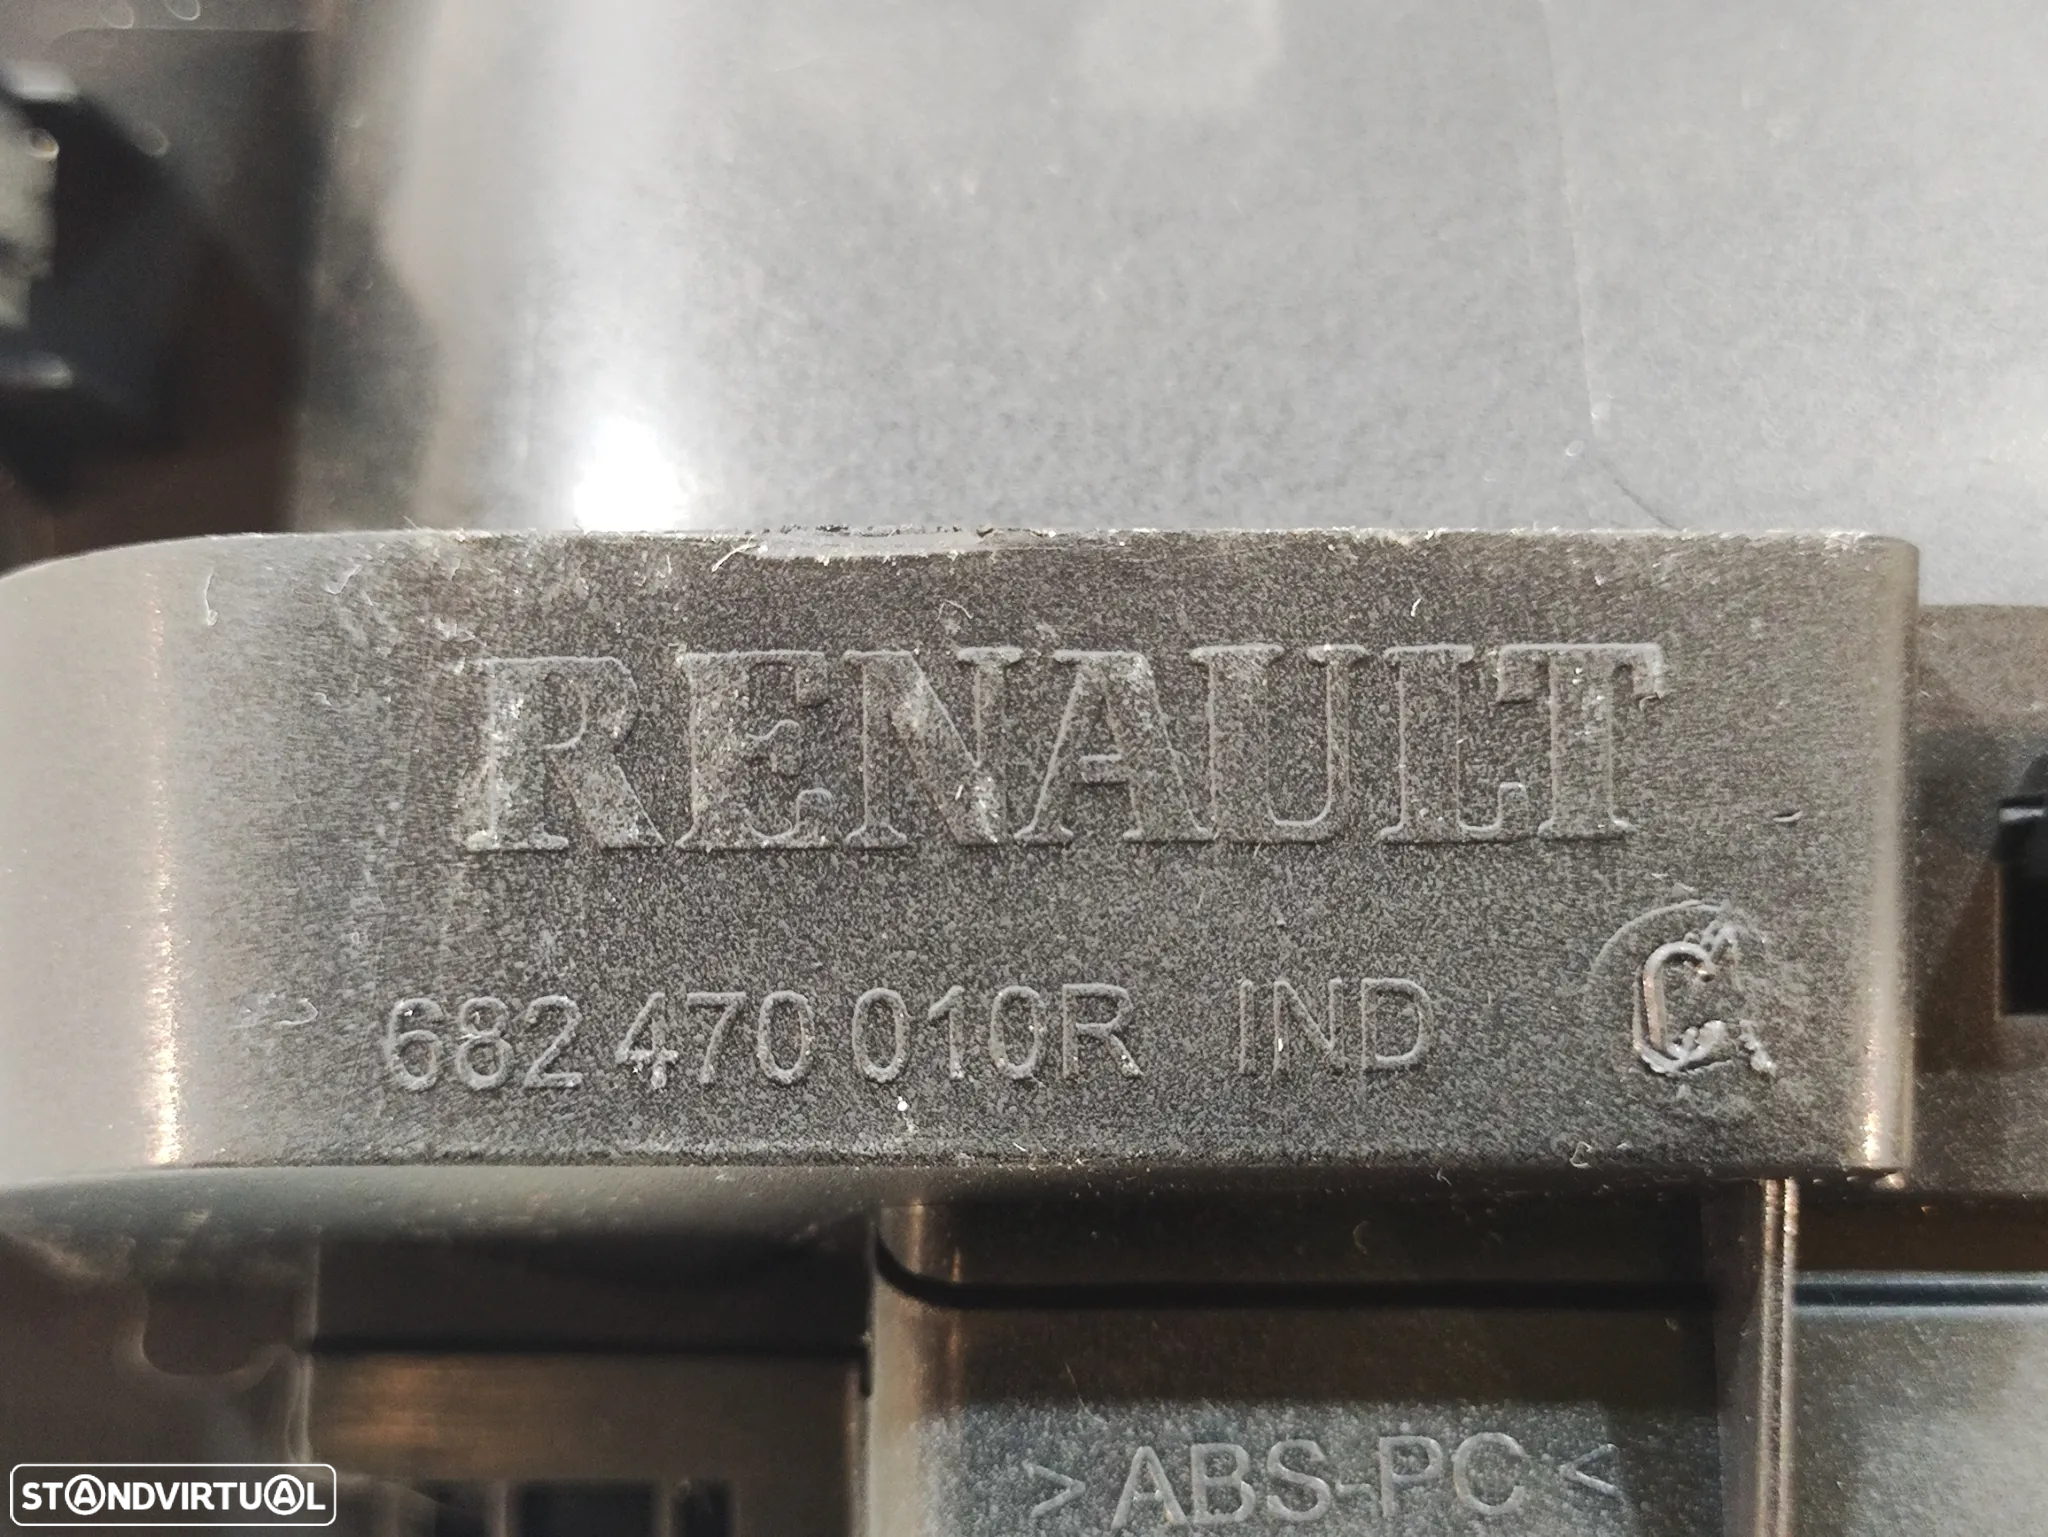 RENAULT
682 470 010R IND C
> ABS-PC <
STANDVIRTUAL